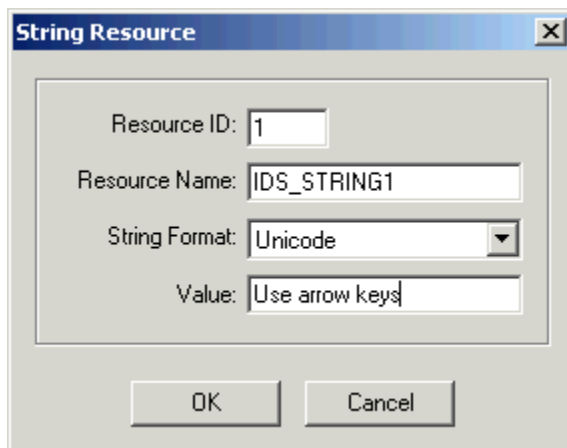 String Resource
Resource ID: 1
Resource Name: IDS_STRING1
String Format: Unicode
Value: Use arrow keys
OK Cancel